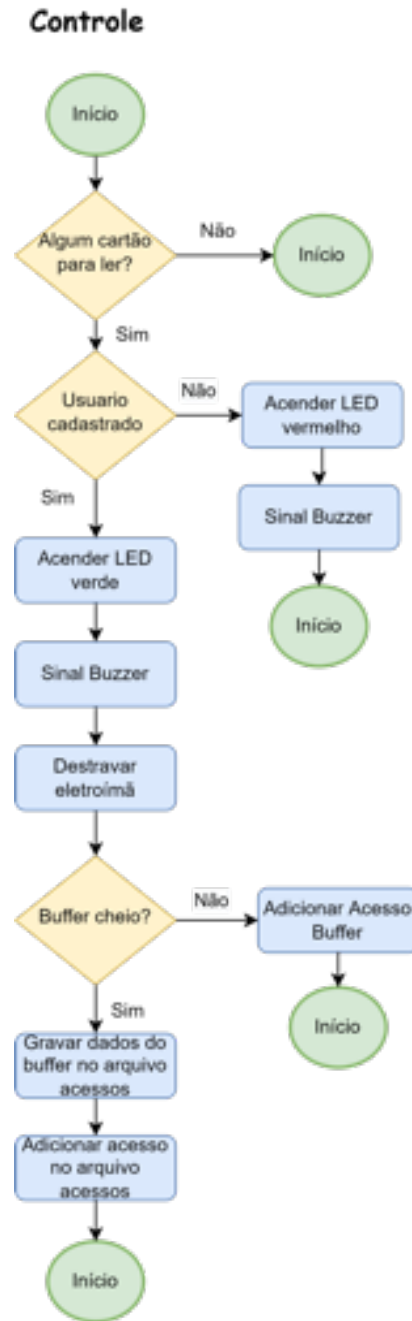 Controle
Início
Algum cartão
para ler?
Não
Início
Sim
Usuario
cadastrado
Não
Acender LED
vermelho
Sinal Buzzer
Início
Sim
Acender LED
verde
Sinal Buzzer
Destravar
eletroímã
Buffer cheio?
Não
Adicionar Acesso
Buffer
Início
Sim
Gravar dados do
buffer no arquivo
acessos
Adicionar acesso
no arquivo
acessos
Início